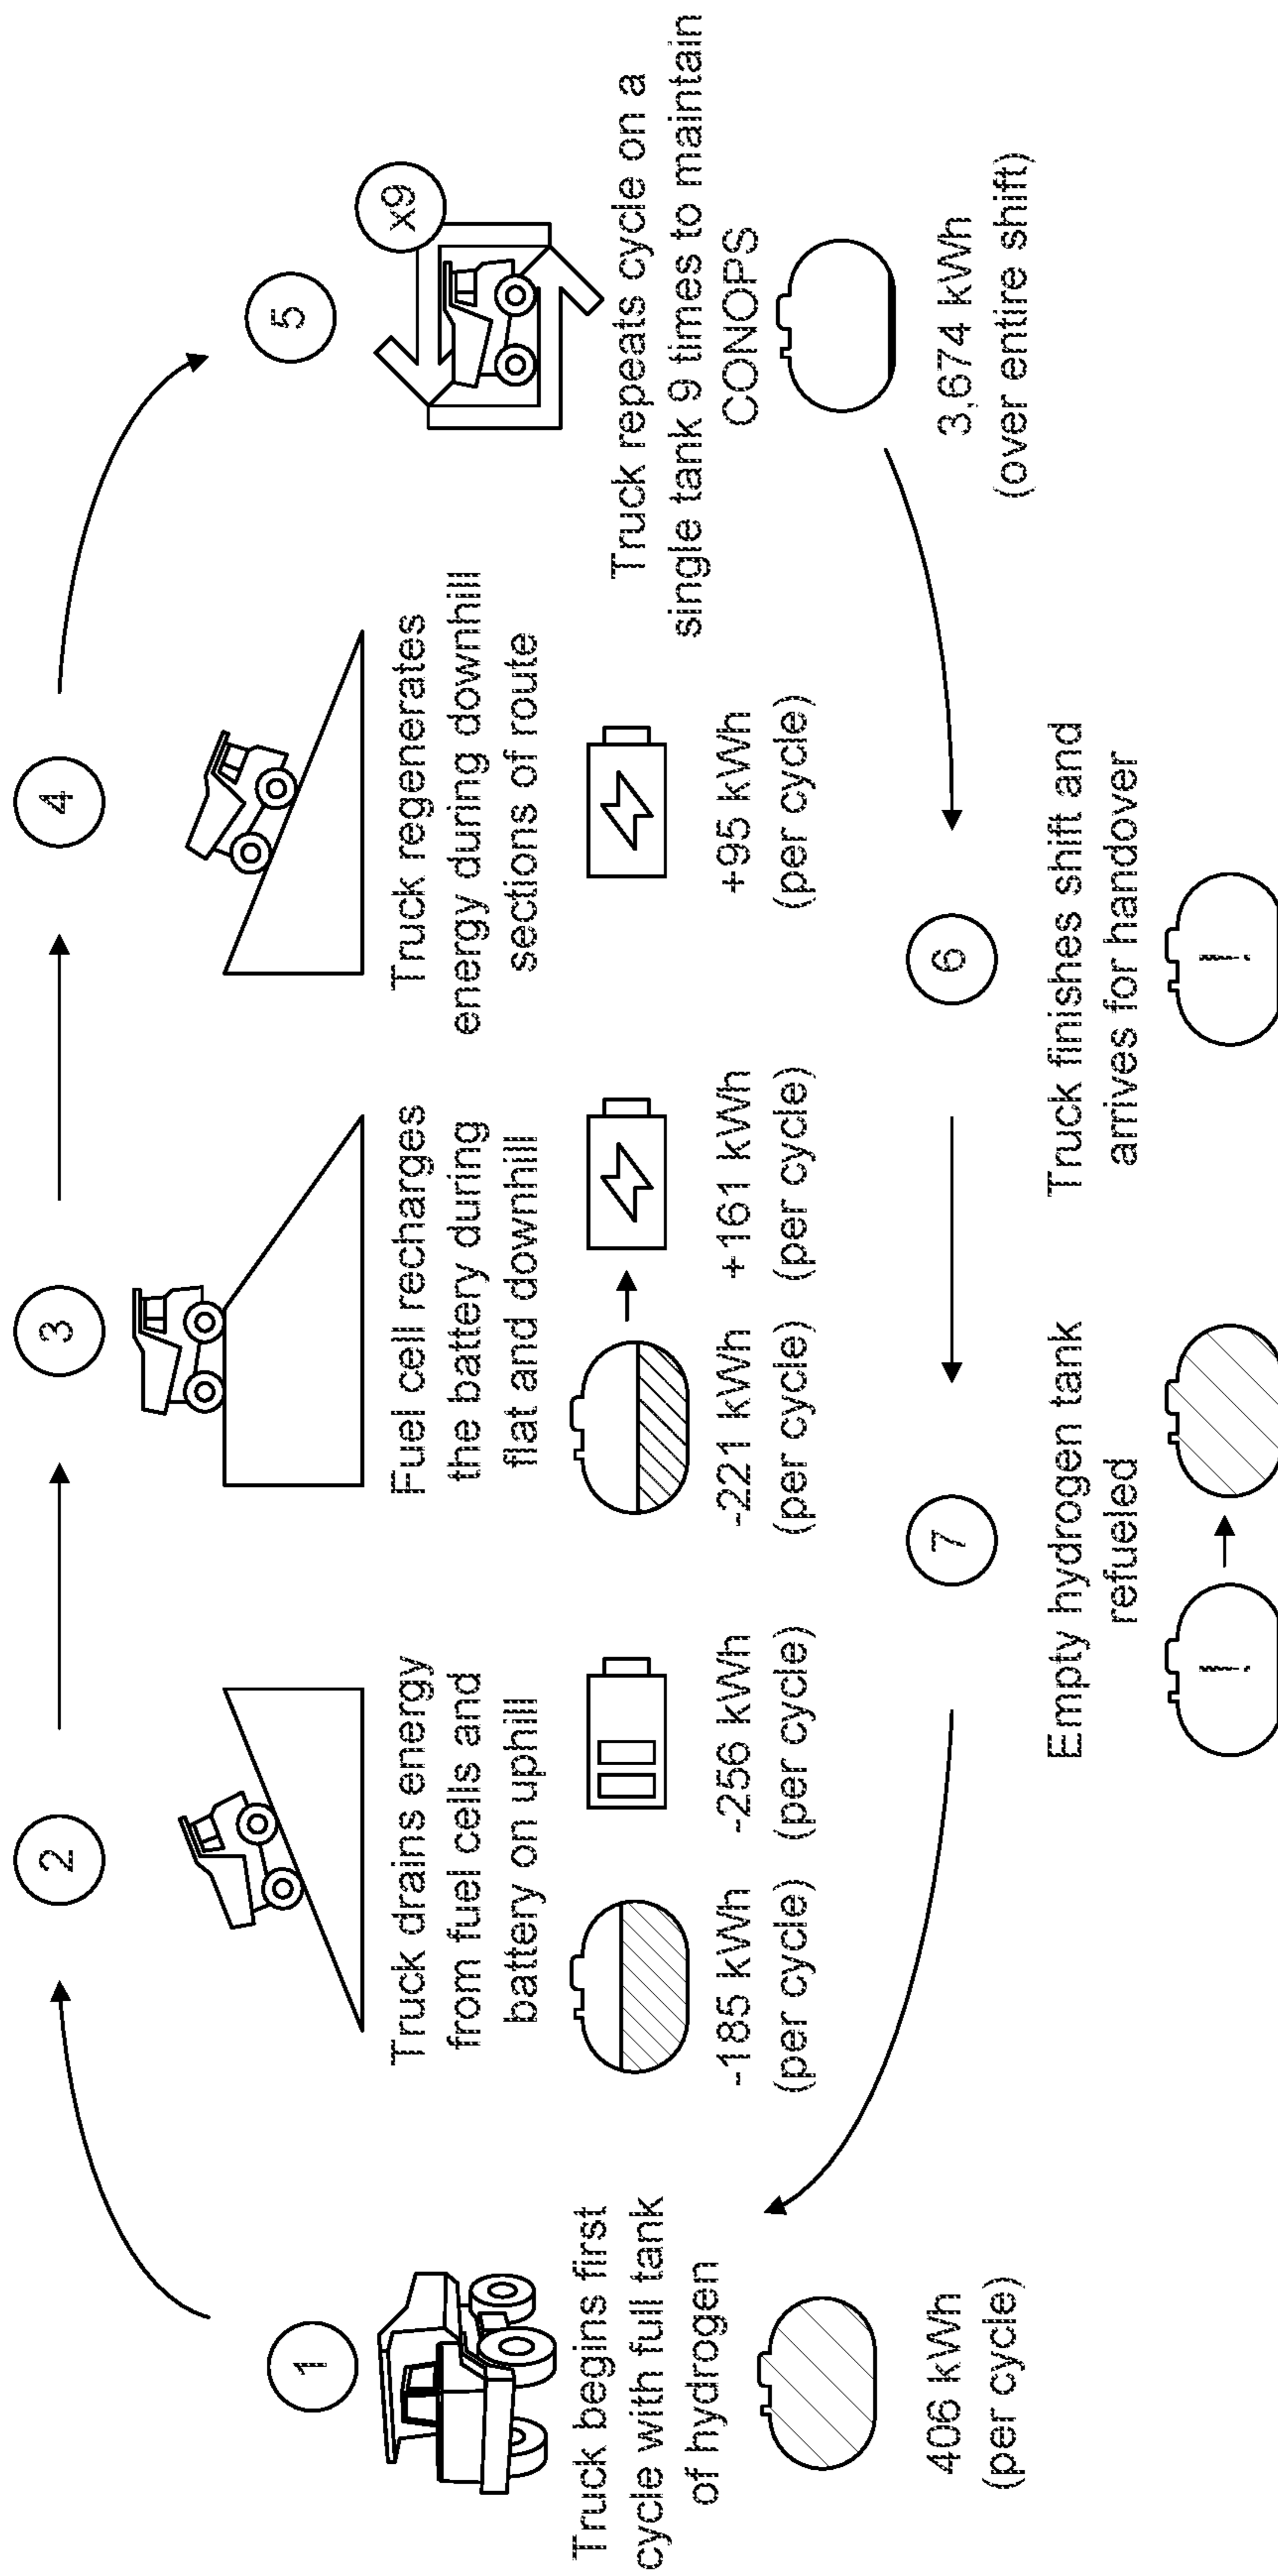 1
Truck begins first
cycle with full tank
of hydrogen
406 kWh
(per cycle)
2
Truck drains energy
from fuel cells and
battery on uphill
-185 kWh
(per cycle)
-256 kWh
(per cycle)
3
Fuel cell recharges
the battery during
flat and downhill
-221 kWh
(per cycle)
+161 kWh
(per cycle)
4
Truck regenerates
energy during downhill
sections of route
+95 kWh
(per cycle)
5
x9
Truck repeats cycle on a
single tank 9 times to maintain
CONOPS
3,674 kWh
(over entire shift)
6
Truck finishes shift and
arrives for handover
!
7
Empty hydrogen tank
refueled
!